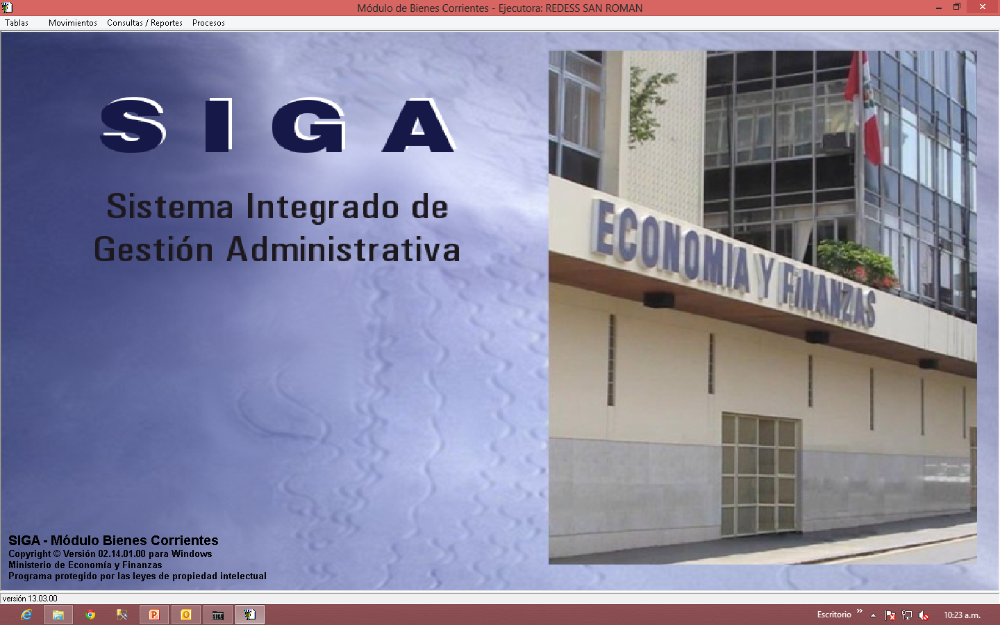 Módulo de Bienes Corrientes - Ejecutora: REDESS SAN ROMAN
Tablas Movimientos Consultas / Reportes Procesos
SIGA
Sistema Integrado de
Gestión Administrativa
ECONOMIA Y FiNANZAS
SIGA - Módulo Bienes Corrientes
Copyright © Versión 02.14.01.00 para Windows
Ministerio de Economía y Finanzas
Programa protegido por las leyes de propiedad intelectual
versión 13.03.00
SIGA
Escritorio
10:23 a.m.